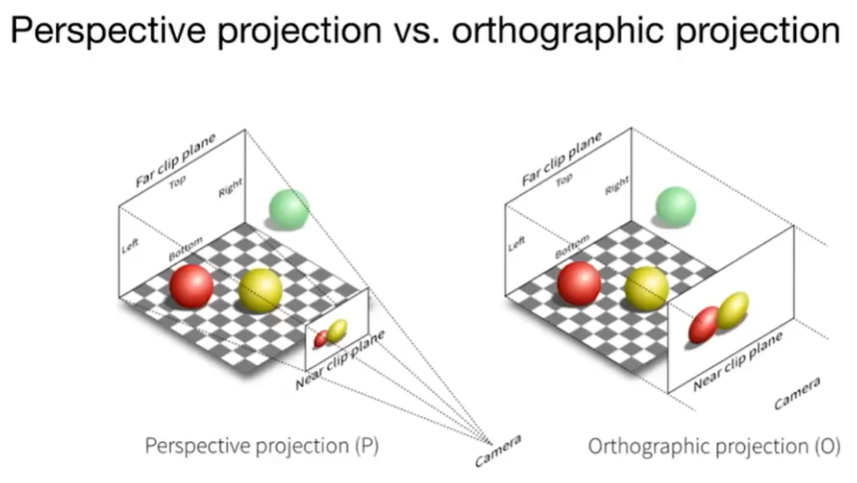 Perspective projection vs. orthographic projection
Far clip plane
Top
Right
Left
Bottom
Near clip plane
Camera
Perspective projection (P)
Far clip plane
Top
Right
Left
Bottom
Near clip plane
Camera
Orthographic projection (O)